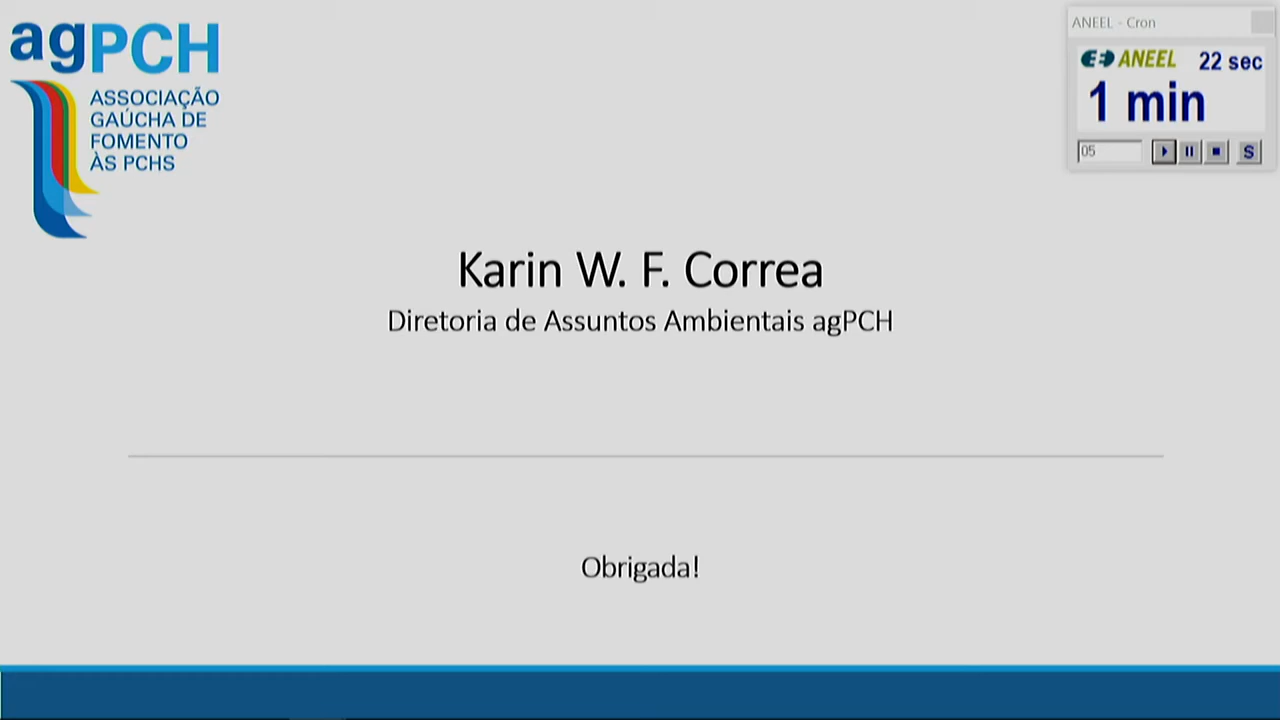 agPCH
ASSOCIAÇÃO
GAÚCHA DE
FOMENTO
ÀS PCHS
ANEEL - Cron
ANEEL 22 sec
1 min
05
S
Karin W. F. Correa
Diretoria de Assuntos Ambientais agPCH
Obrigada!